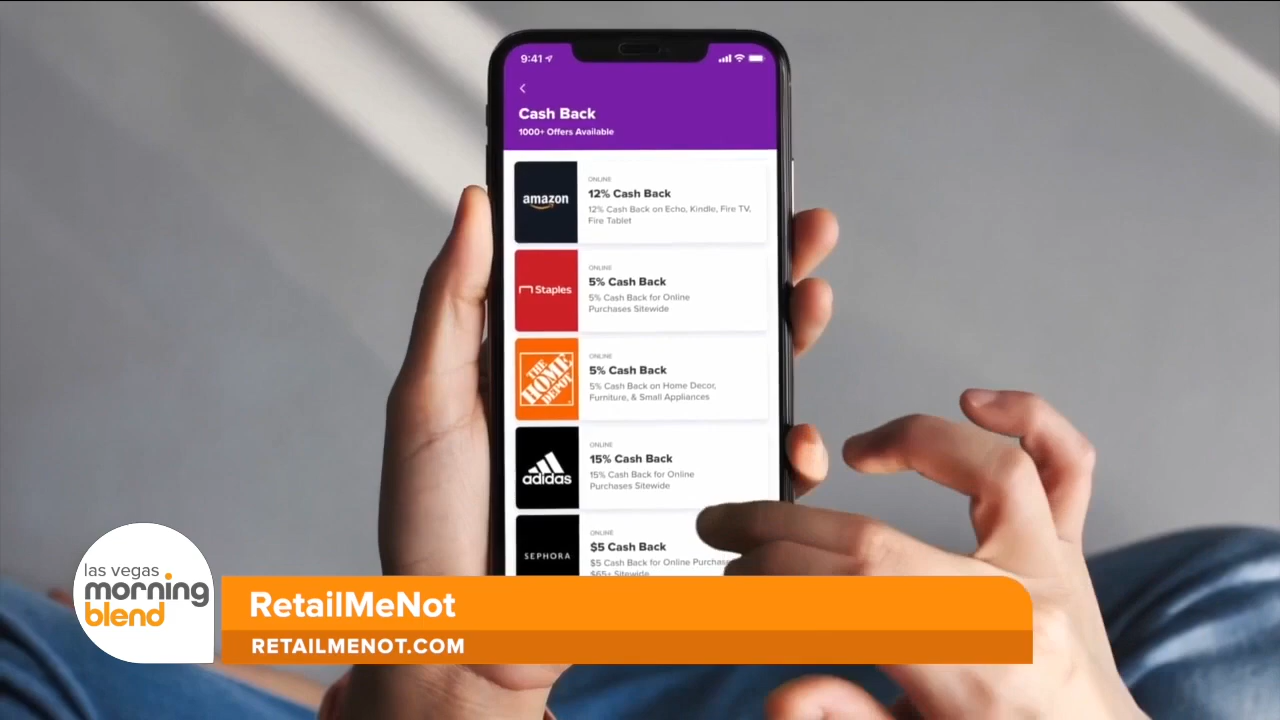 9:41
Cash Back
1000+ Offers Available
amazon
ONLINE
12% Cash Back
12% Cash Back on Echo, Kindle, Fire TV,
Fire Tablet
Staples
ONLINE
5% Cash Back
5% Cash Back for Online
Purchases Sitewide
THE
HOME
DEPOT
ONLINE
5% Cash Back
5% Cash Back on Home Decor,
Furniture, & Small Appliances
adidas
ONLINE
15% Cash Back
15% Cash Back for Online
Purchases Sitewide
SEPHORA
ONLINE
$5 Cash Back
$5 Cash Back for Online
$65+ Sitewide
las vegas
morning
blend
RetailMeNot
RETAILMENOT.COM